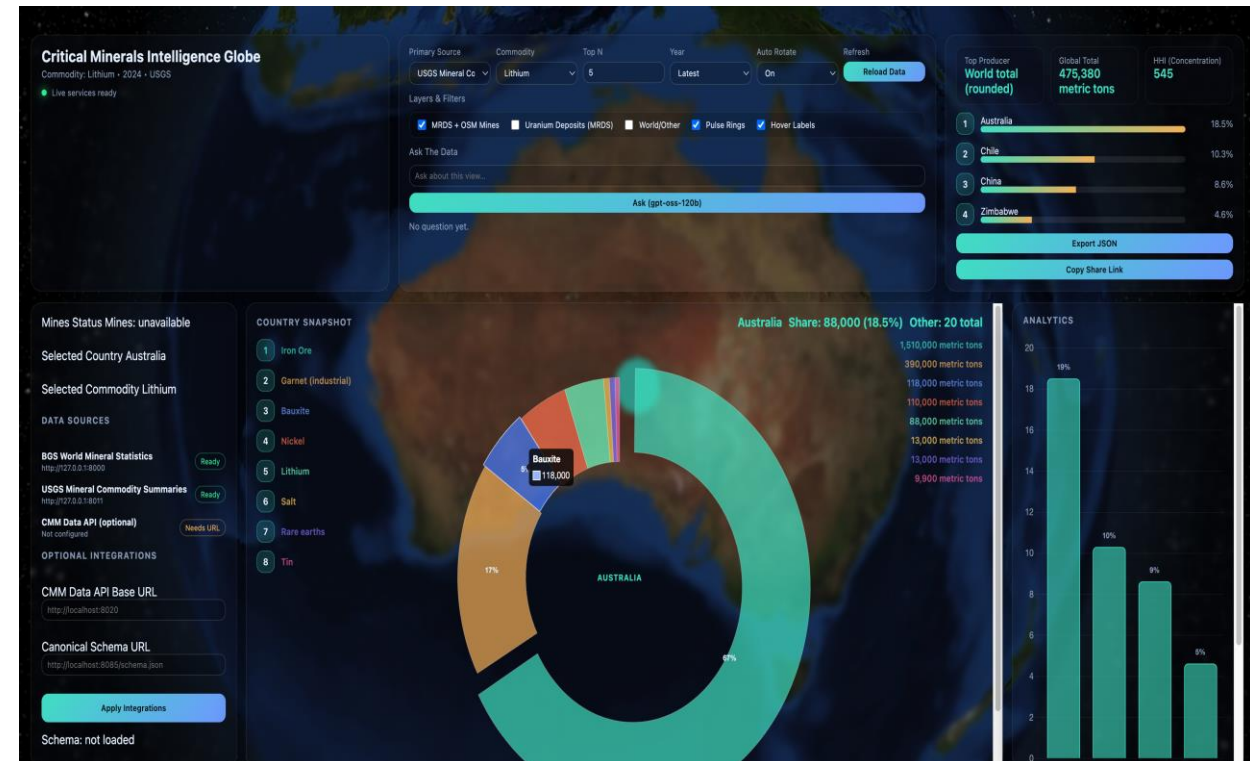 Critical Minerals Intelligence Globe
Commodity: Lithium • 2024 • USGS
Live services ready
Primary Source
Commodity
Top N
Year
Auto Rotate
Refresh
USGS Mineral Cc
Lithium
5
Latest
On
Reload Data
Layers & Filters
MRDS + OSM Mines
Uranium Deposits (MRDS)
World/Other
Pulse Rings
Hover Labels
Ask The Data
Ask about this view...
Ask (gpt-oss-120b)
No question yet.
Top Producer
World total
(rounded)
Global Total
475,380
metric tons
HHI (Concentration)
545
1 Australia 18.5%
2 Chile 10.3%
3 China 8.6%
4 Zimbabwe 4.6%
Export JSON
Copy Share Link
Mines Status Mines: unavailable
Selected Country Australia
Selected Commodity Lithium
DATA SOURCES
BGS World Mineral Statistics
http://127.0.0.1:8000
Ready
USGS Mineral Commodity Summaries
http://127.0.0.1:8011
Ready
CMM Data API (optional)
Not configured
Needs URL
OPTIONAL INTEGRATIONS
CMM Data API Base URL
http://localhost:8020
Canonical Schema URL
http://localhost:8085/schema.json
Apply Integrations
Schema: not loaded
COUNTRY SNAPSHOT
1 Iron Ore
2 Garnet (industrial)
3 Bauxite
4 Nickel
5 Lithium
6 Salt
7 Rare earths
8 Tin
Australia Share: 88,000 (18.5%) Other: 20 total
1,510,000 metric tons
390,000 metric tons
118,000 metric tons
110,000 metric tons
88,000 metric tons
13,000 metric tons
13,000 metric tons
9,900 metric tons
Bauxite
118,000
17%
AUSTRALIA
67%
ANALYTICS
20
18
16
14
12
10
8
6
4
2
0
19%
10%
9%
5%